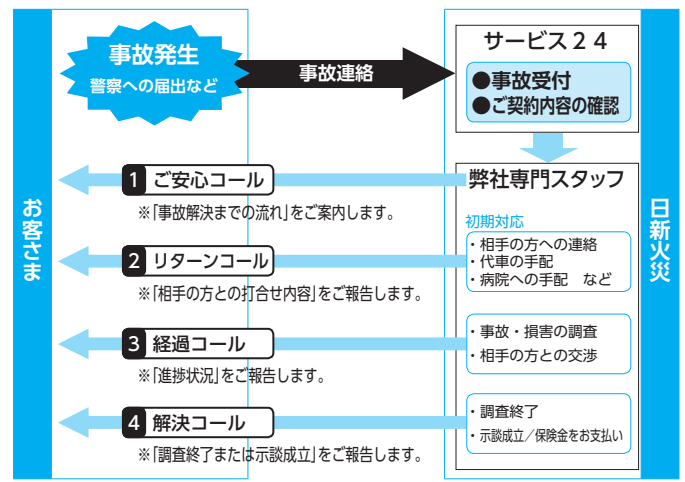 事故発生
警察への届出など
事故連絡
サービス２４
●事故受付
●ご契約内容の確認
お客さま
日新火災
1 ご安心コール
※｢事故解決までの流れ｣をご案内します。
弊社専門スタッフ
初期対応
・相手の方への連絡
・代車の手配
・病院への手配　など
2 リターンコール
※｢相手の方との打合せ内容｣をご報告します。
3 経過コール
※｢進捗状況｣をご報告します。
・事故・損害の調査
・相手の方との交渉
4 解決コール
※｢調査終了または示談成立｣をご報告します。
・調査終了
・示談成立／保険金をお支払い